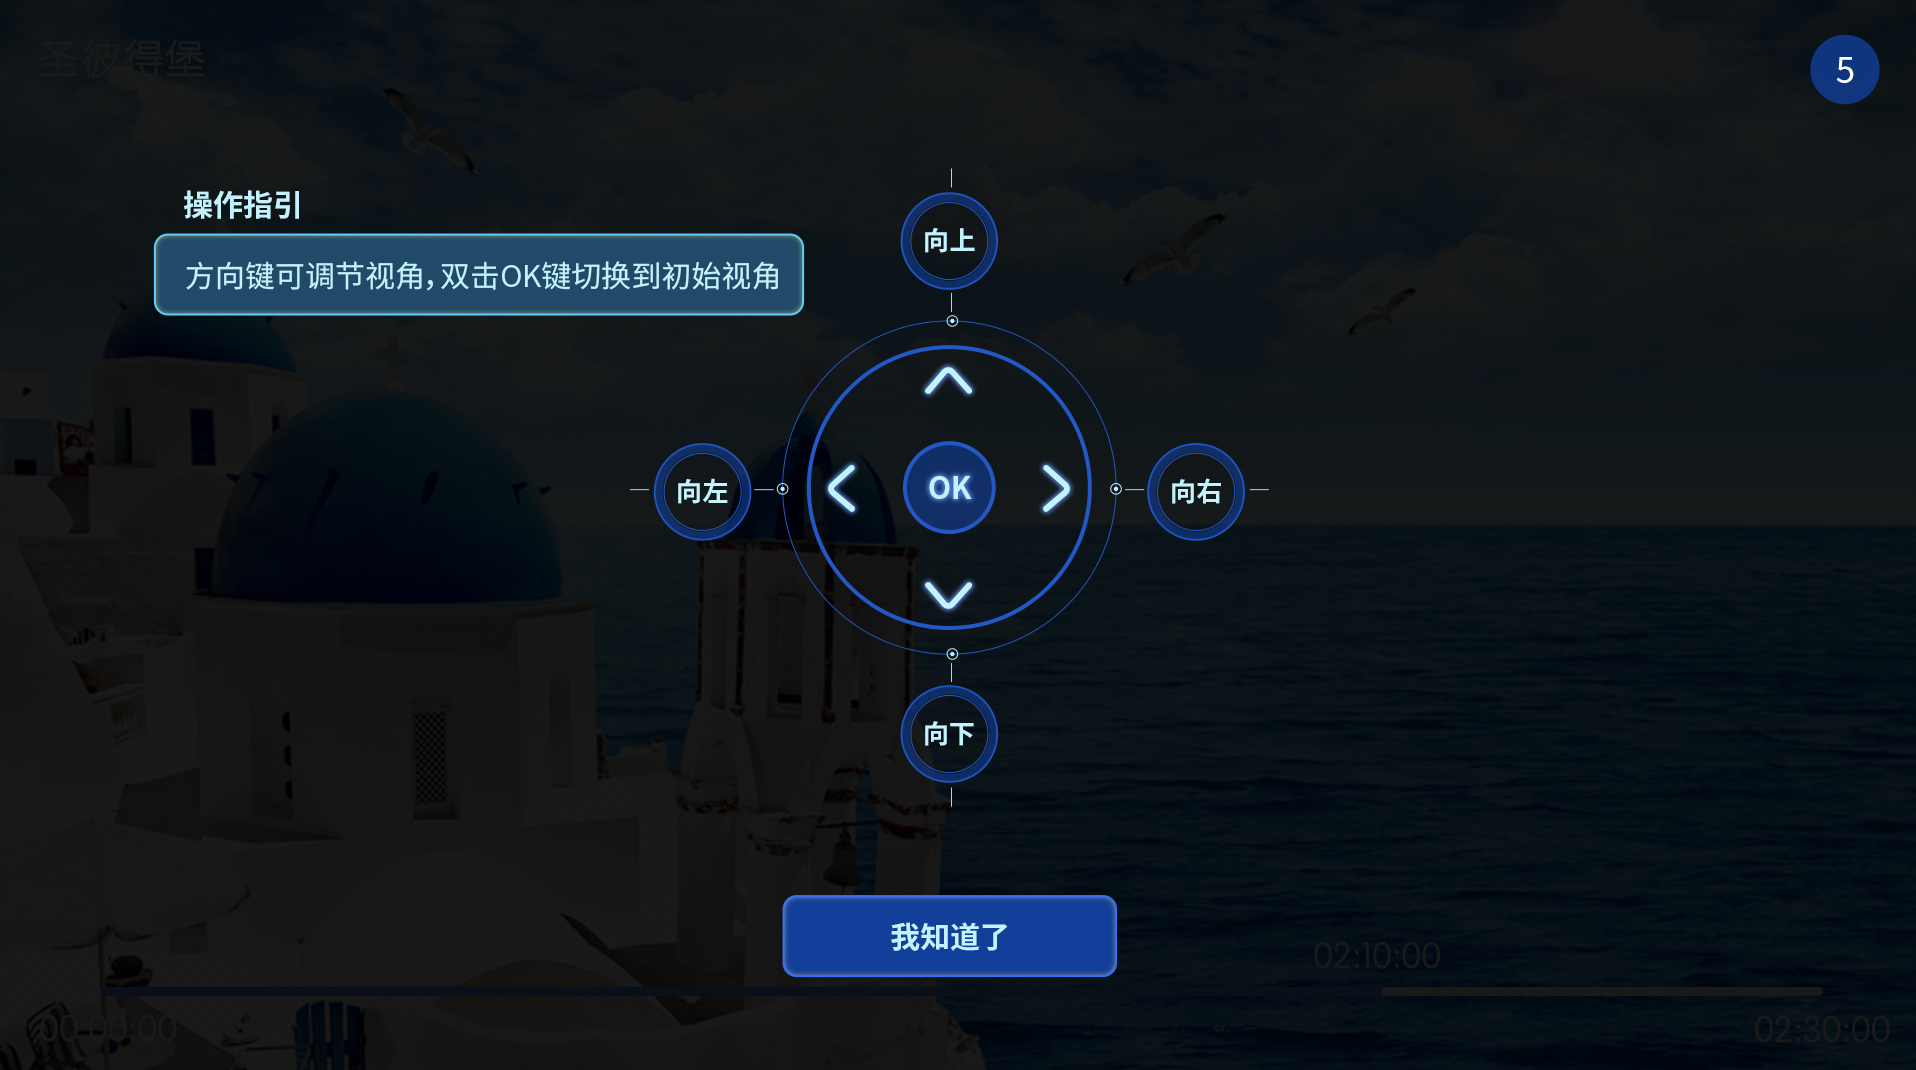 圣彼得堡
5
操作指引
方向键可调节视角,双击OK键切换到初始视角
向上
向左
OK
向右
向下
我知道了
02:10:00
00:00:00
02:30:00